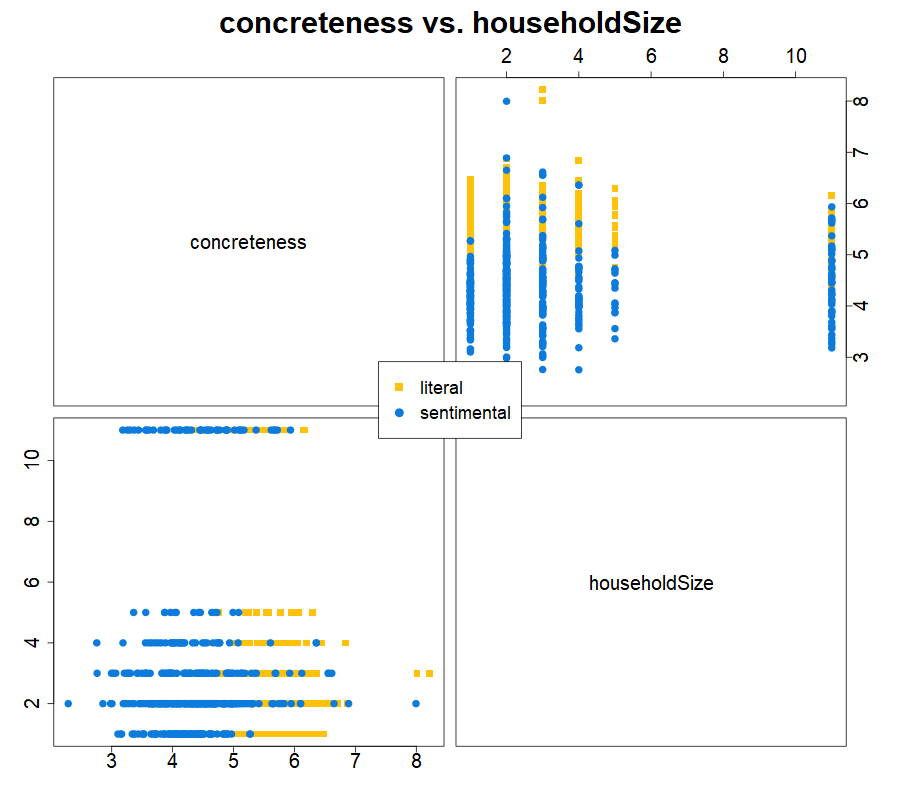 concreteness vs. householdSize
2 4 6 8 10
concreteness
8
7
6
5
4
3
literal
sentimental
10
8
6
4
2
householdSize
3 4 5 6 7 8